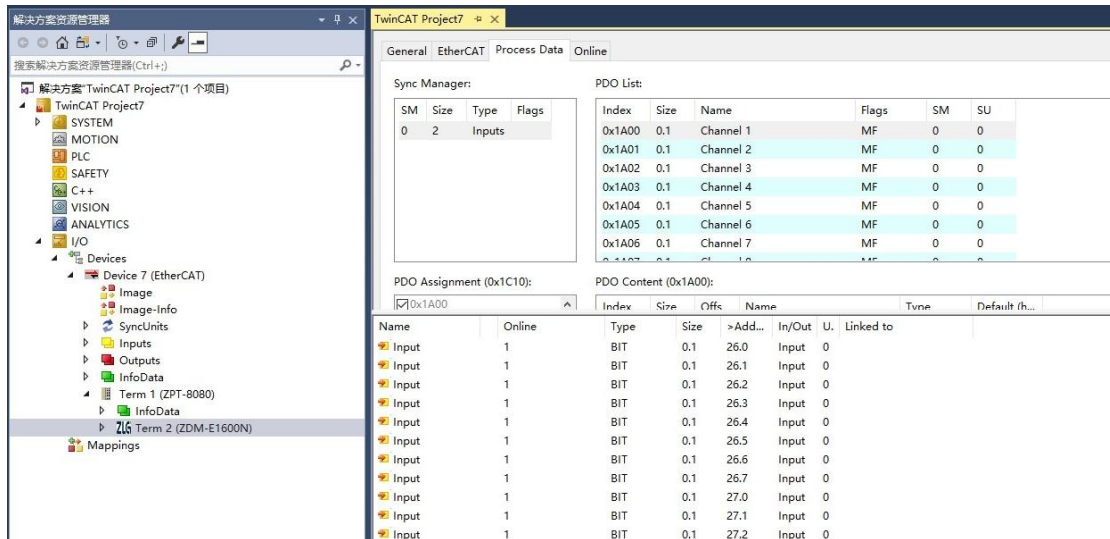 解决方案资源管理器
搜索解决方案资源管理器(Ctrl+;)
解决方案"TwinCAT Project7"(1 个项目)
TwinCAT Project7
SYSTEM
MOTION
PLC
SAFETY
C++
VISION
ANALYTICS
I/O
Devices
Device 7 (EtherCAT)
Image
Image-Info
SyncUnits
Inputs
Outputs
InfoData
Term 1 (ZPT-8080)
InfoData
ZLG Term 2 (ZDM-E1600N)
Mappings
TwinCAT Project7
General EtherCAT Process Data Online
Sync Manager:
SM Size Type Flags
0 2 Inputs
PDO List:
Index Size Name Flags SM SU
0x1A00 0.1 Channel 1 MF 0 0
0x1A01 0.1 Channel 2 MF 0 0
0x1A02 0.1 Channel 3 MF 0 0
0x1A03 0.1 Channel 4 MF 0 0
0x1A04 0.1 Channel 5 MF 0 0
0x1A05 0.1 Channel 6 MF 0 0
0x1A06 0.1 Channel 7 MF 0 0
PDO Assignment (0x1C10):
0x1A00
PDO Content (0x1A00):
Index Size Offs Name Type Default (h...
Name Online Type Size >Add... In/Out U. Linked to
Input 1 BIT 0.1 26.0 Input 0
Input 1 BIT 0.1 26.1 Input 0
Input 1 BIT 0.1 26.2 Input 0
Input 1 BIT 0.1 26.3 Input 0
Input 1 BIT 0.1 26.4 Input 0
Input 1 BIT 0.1 26.5 Input 0
Input 1 BIT 0.1 26.6 Input 0
Input 1 BIT 0.1 26.7 Input 0
Input 1 BIT 0.1 27.0 Input 0
Input 1 BIT 0.1 27.1 Input 0
Input 1 BIT 0.1 27.2 Input 0